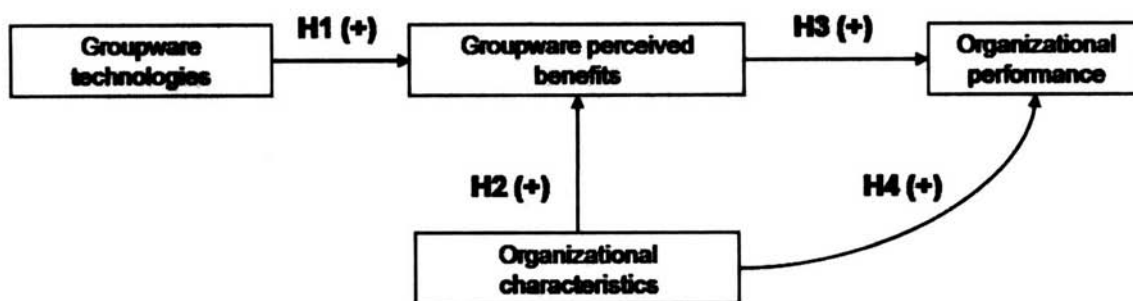 H1 (+)
H3 (+)
Groupware
technologies
Groupware perceived
benefits
Organizational
performance
H2 (+)
H4 (+)
Organizational
characteristics